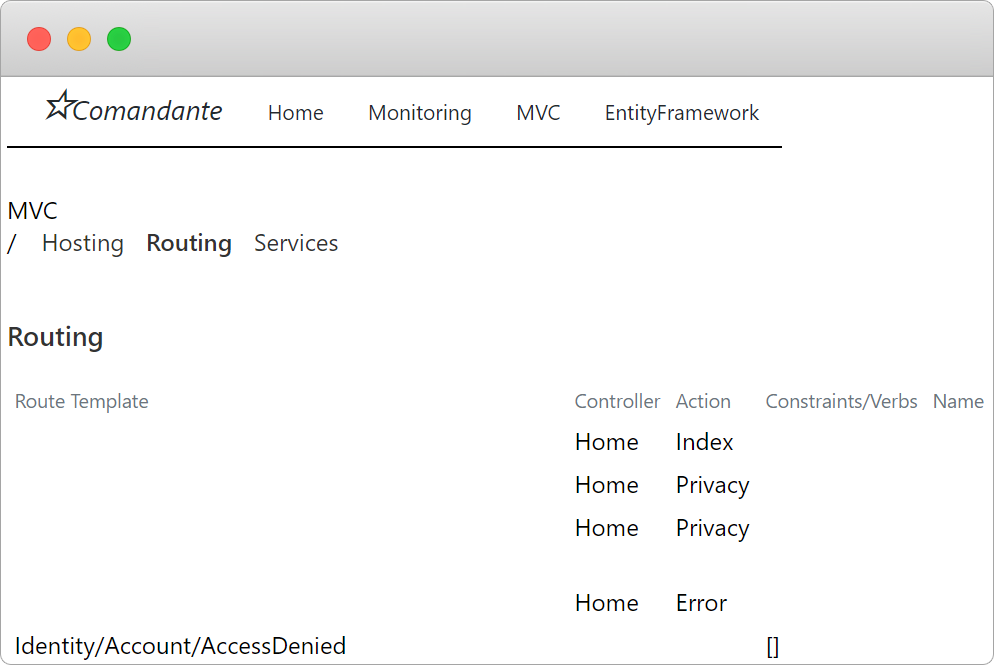 Comandante Home Monitoring MVC EntityFramework
MVC
/ Hosting Routing Services
Routing
Route Template Controller Action Constraints/Verbs Name
Home Index
Home Privacy
Home Privacy
Home Error
Identity/Account/AccessDenied []